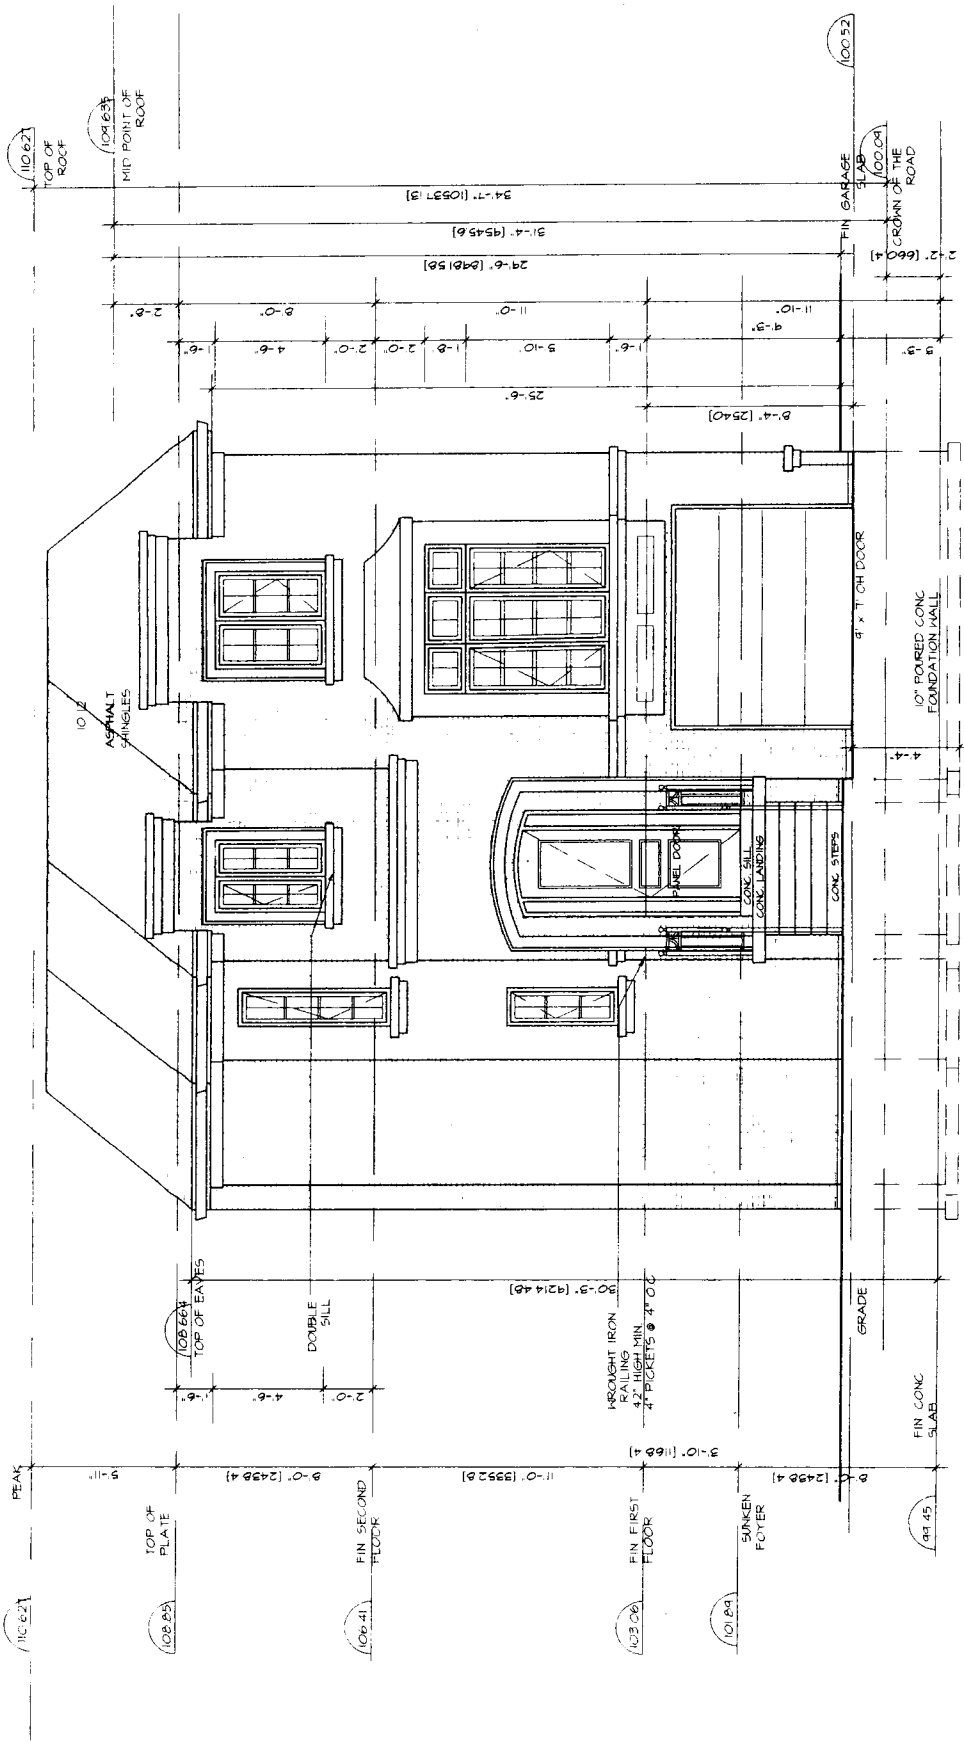 PEAK
110.627
TOP OF
PLATE
108.85
FIN SECOND
FLOOR
106.41
FIN FIRST
FLOOR
103.06
SUNKEN
FOYER
101.89
FIN CONC
SLAB
99.45
5'-11"
8'-0" [2438.4]
11'-0" [3352.8]
3'-10" [1168.4]
8'-0" [2438.4]
1'-6"
4'-6"
2'-0"
108.664
TOP OF EAVES
30'-3" [9214.48]
DOUBLE
SILL
WROUGHT IRON
RAILING
42" HIGH MIN.
4" PICKETS @ 4" O.C.
GRADE
10 12
ASPHALT
SHINGLES
PANEL DOOR
CONC SILL
CONC LANDING
CONC STEPS
9' x 7' OH DOOR
10" POURED CONC
FOUNDATION WALL
4'-4"
25'-6"
8'-4" [2540]
1'-6"
4'-6"
2'-0"
2'-0"
1'-8"
5'-10"
1'-6"
9'-3"
3'-3"
2'-8"
8'-0"
11'-0"
11'-10"
2'-2" [660.4]
29'-6" [8981.58]
31'-4" [9545.6]
34'-7" [10537.13]
110.627
TOP OF
ROOF
109.635
MID POINT OF
ROOF
100.52
FIN GARAGE
SLAB
100.09
CROWN OF THE
ROAD